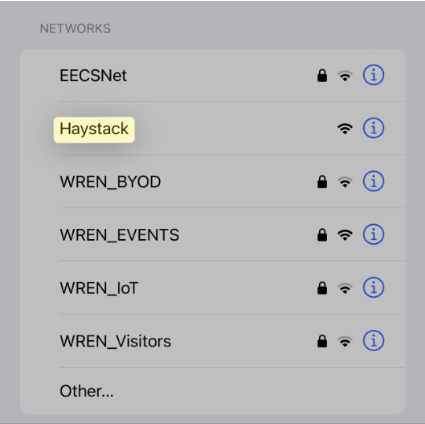 NETWORKS
EECSNet
Haystack
WREN_BYOD
WREN_EVENTS
WREN_IoT
WREN_Visitors
Other...